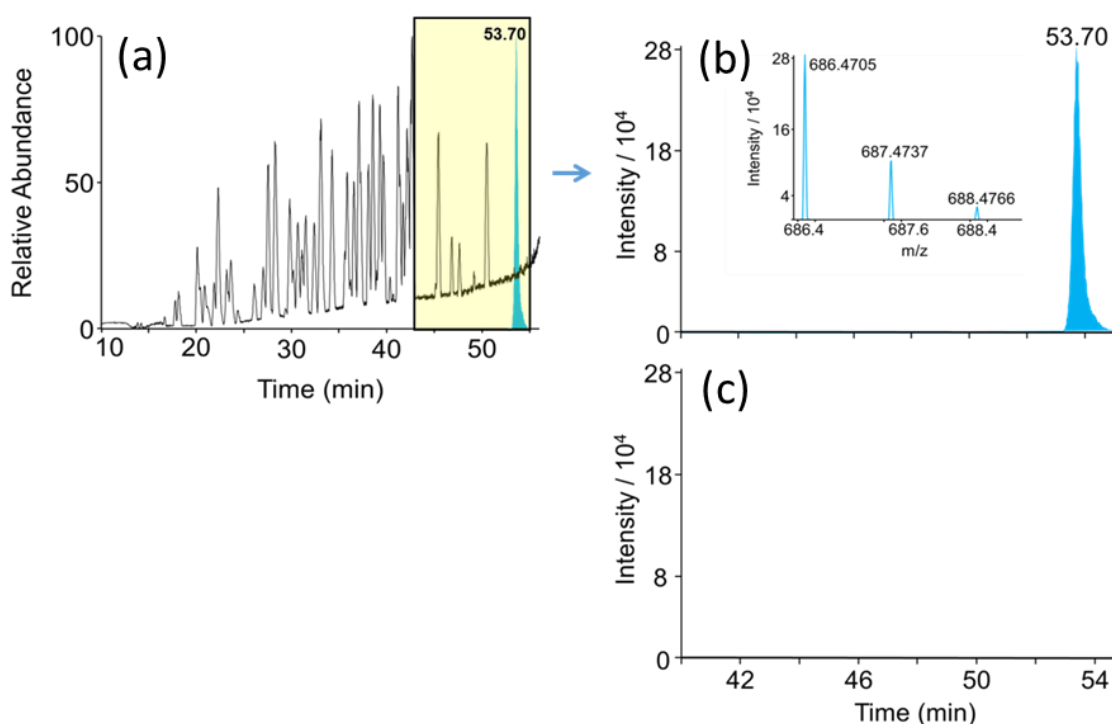 (a)
53.70
100
50
0
Relative Abundance
10 20 30 40 50
Time (min)
(b)
53.70
28
18
8
0
Intensity / 10⁴
28
16
4
Intensity / 10⁴
686.4705
687.4737
688.4766
686.4 687.6 688.4
m/z
(c)
28
18
8
0
Intensity / 10⁴
42 46 50 54
Time (min)